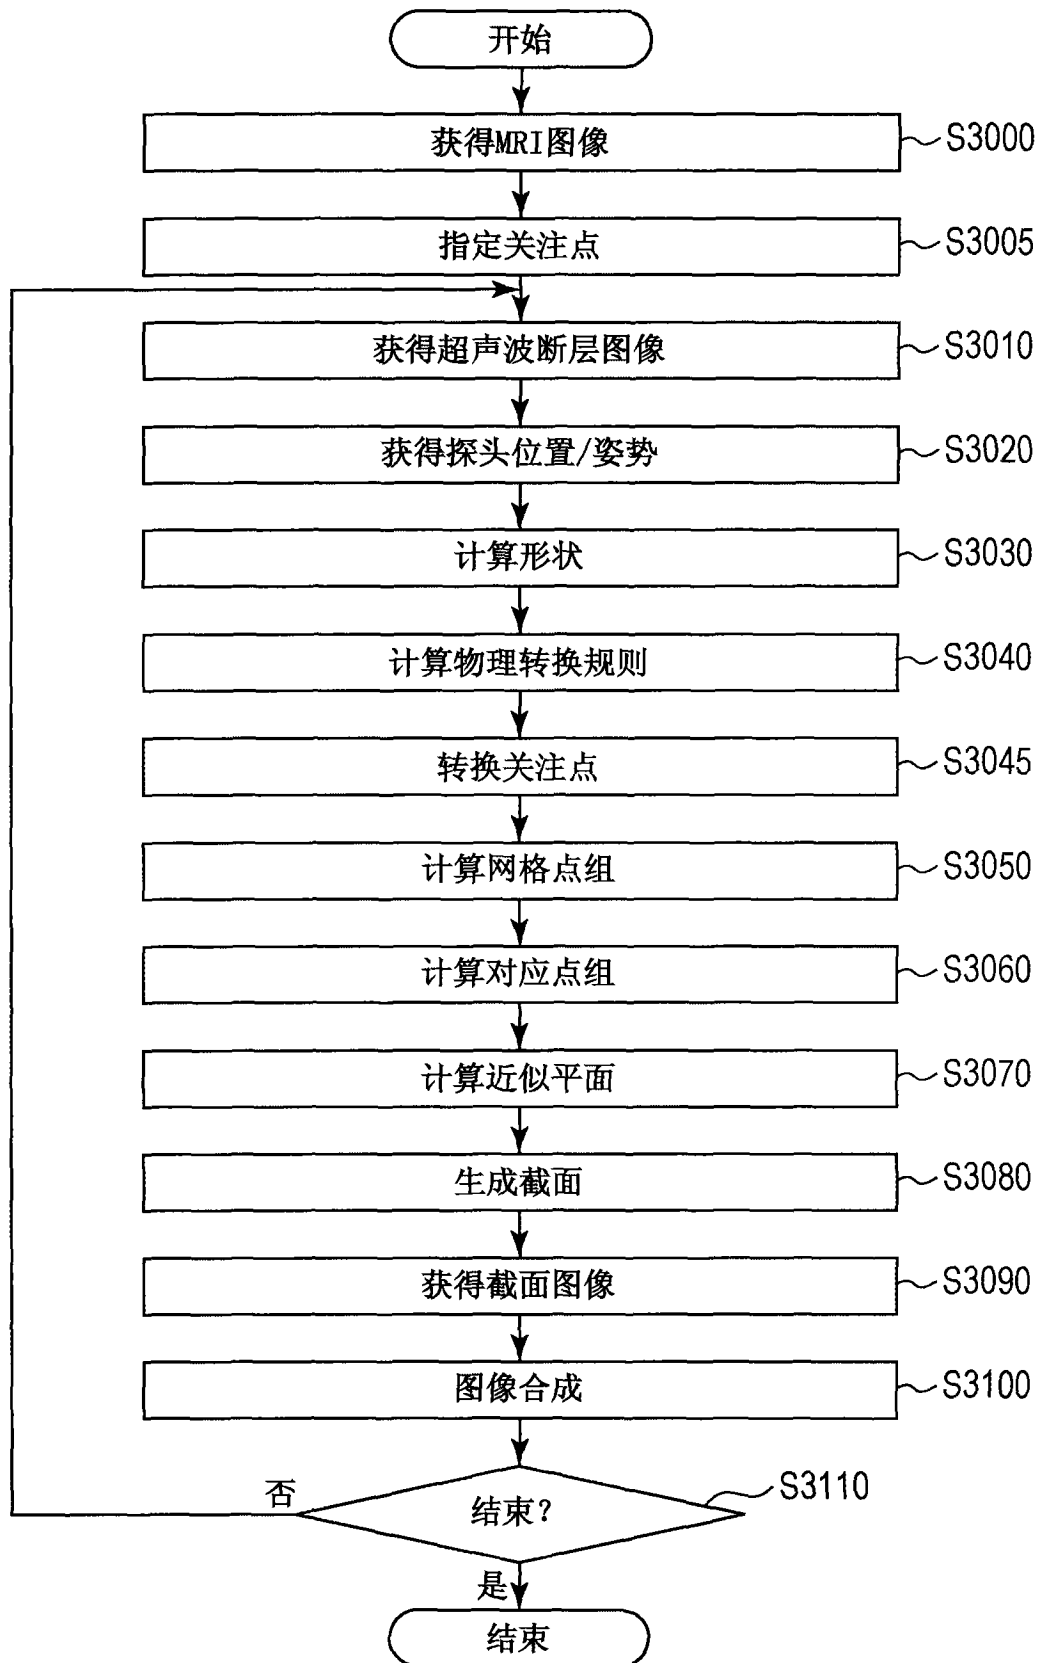 开始
获得MRI图像 S3000
指定关注点 S3005
获得超声波断层图像 S3010
获得探头位置/姿势 S3020
计算形状 S3030
计算物理转换规则 S3040
转换关注点 S3045
计算网格点组 S3050
计算对应点组 S3060
计算近似平面 S3070
生成截面 S3080
获得截面图像 S3090
图像合成 S3100
否 结束? S3110
是
结束